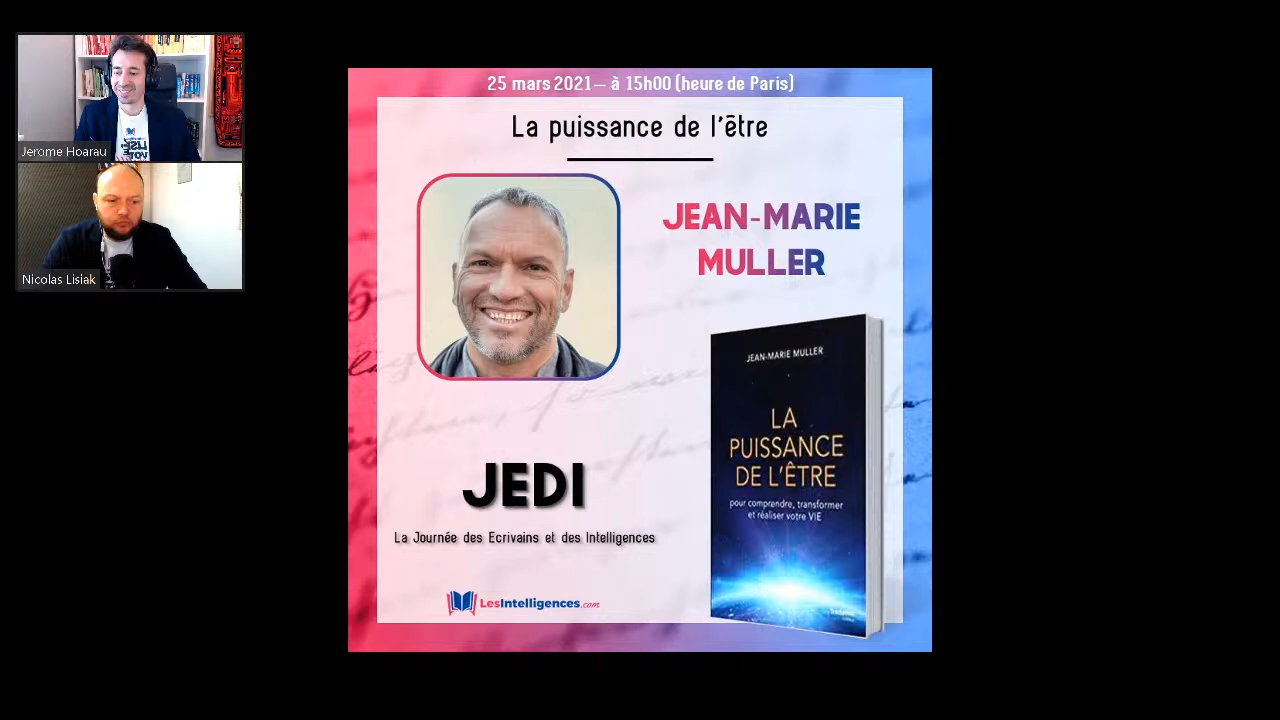 Jerome Hoarau
Nicolas Lisiak
25 mars 2021 – à 15h00 (heure de Paris)
La puissance de l'être
JEAN-MARIE
MULLER
JEAN-MARIE MULLER
LA
PUISSANCE
DE L'ÊTRE
pour comprendre, transformer
et réaliser votre VIE
JEDI
La Journée des Ecrivains et des Intelligences
LesIntelligences.com